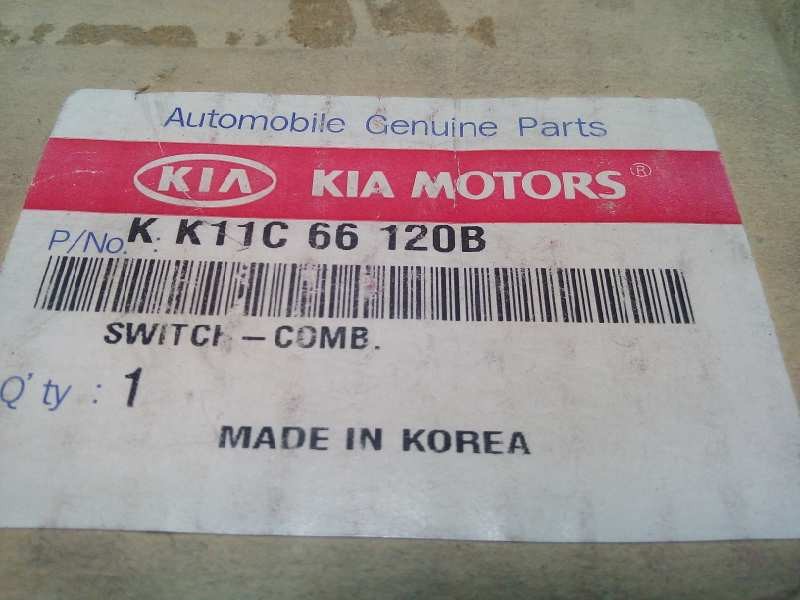 Automobile Genuine Parts
KIA KIA MOTORS®
P/No. : K K11C 66 120B
SWITCH-COMB.
Q'ty : 1
MADE IN KOREA